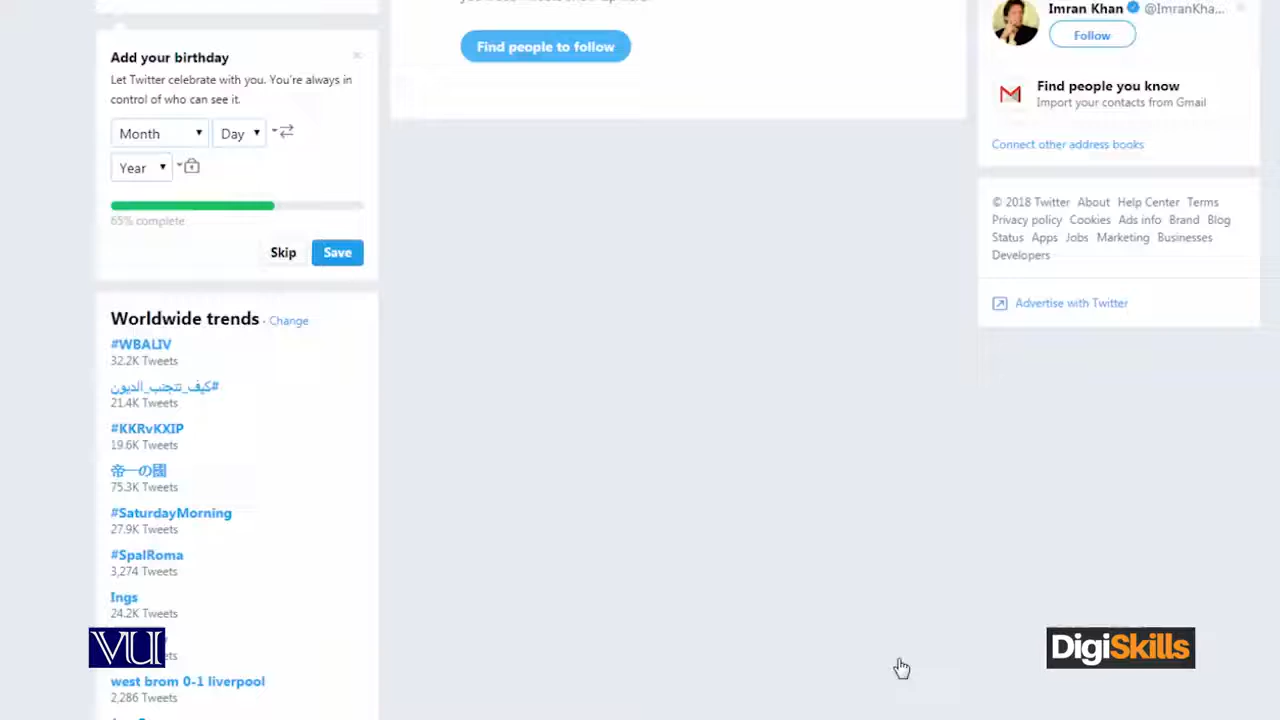 Add your birthday
Let Twitter celebrate with you. You're always in
control of who can see it.
Month
Day
Year
65% complete
Skip
Save
Worldwide trends · Change
#WBALIV
32.2K Tweets
#كيف_تتجنب_الديون
21.4K Tweets
#KKRvKXIP
19.6K Tweets
帝一の國
75.3K Tweets
#SaturdayMorning
27.9K Tweets
#SpalRoma
3,274 Tweets
Ings
24.2K Tweets
west brom 0-1 liverpool
2,286 Tweets
VU
Find people to follow
Imran Khan @ImranKha...
Follow
Find people you know
Import your contacts from Gmail
Connect other address books
© 2018 Twitter About Help Center Terms
Privacy policy Cookies Ads info Brand Blog
Status Apps Jobs Marketing Businesses
Developers
Advertise with Twitter
DigiSkills